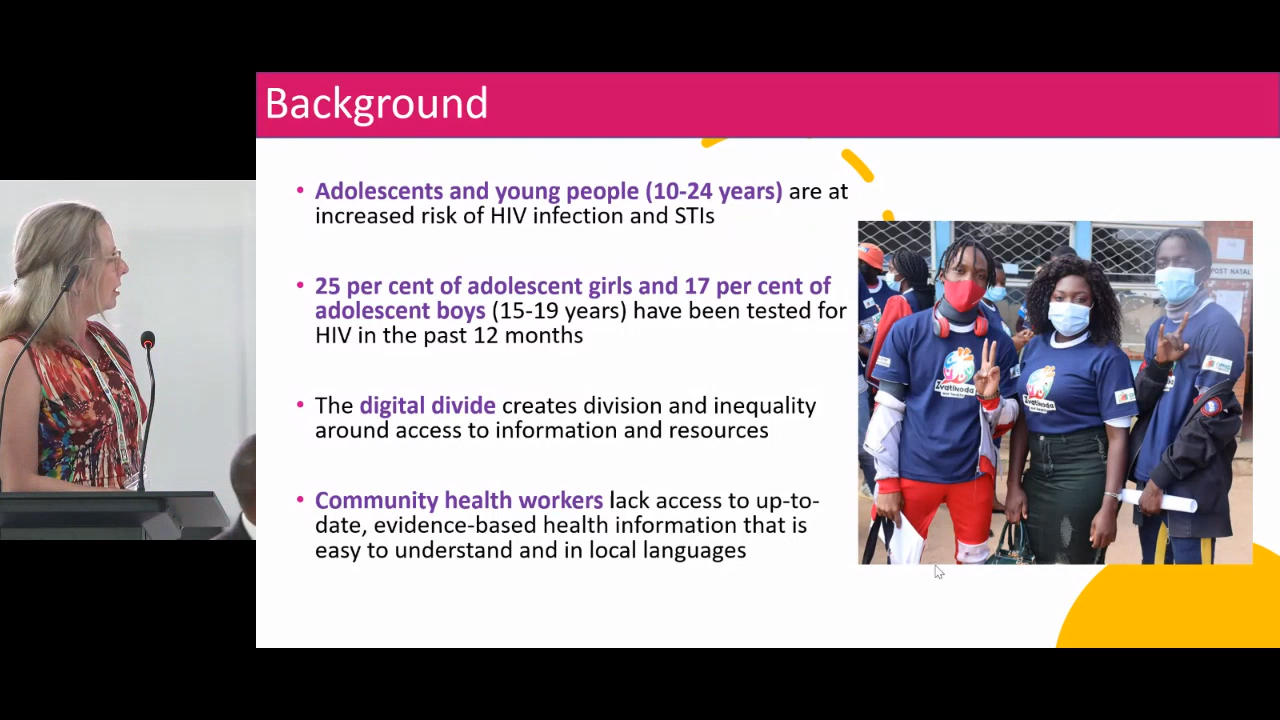 Background
• Adolescents and young people (10-24 years) are at
increased risk of HIV infection and STIs
• 25 per cent of adolescent girls and 17 per cent of
adolescent boys (15-19 years) have been tested for
HIV in the past 12 months
• The digital divide creates division and inequality
around access to information and resources
• Community health workers lack access to up-to-
date, evidence-based health information that is
easy to understand and in local languages
POST NATAL
Zvatinoda
Zvatinoda